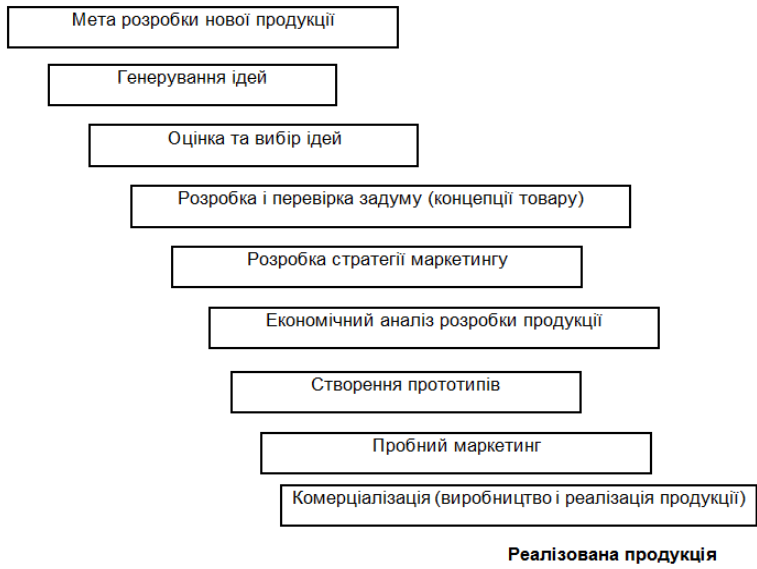 Мета розробки нової продукції
Генерування ідей
Оцінка та вибір ідей
Розробка і перевірка задуму (концепції товару)
Розробка стратегії маркетингу
Економічний аналіз розробки продукції
Створення прототипів
Пробний маркетинг
Комерціалізація (виробництво і реалізація продукції)
Реалізована продукція